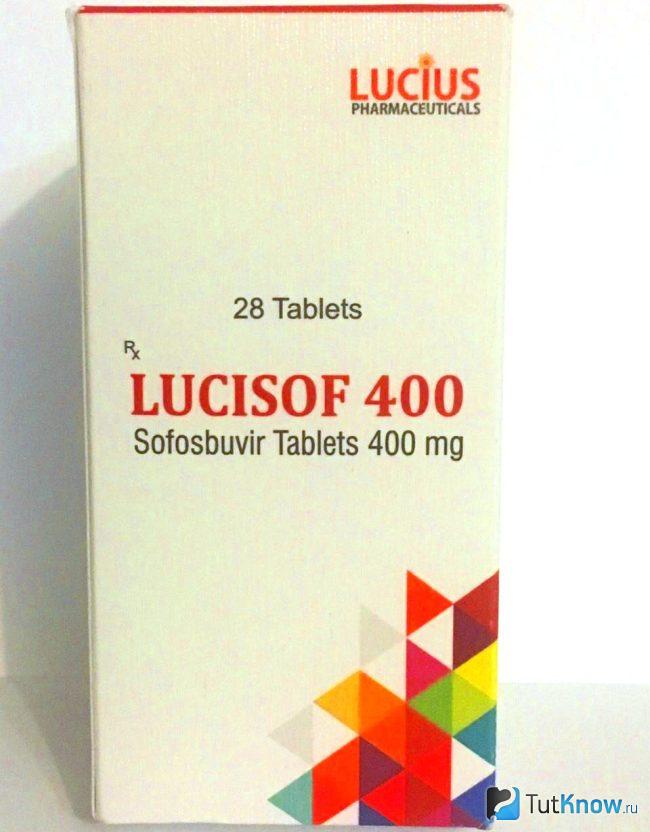 LUCIUS
PHARMACEUTICALS
28 Tablets
Rx
LUCISOF 400
Sofosbuvir Tablets 400 mg
TutKnow.ru